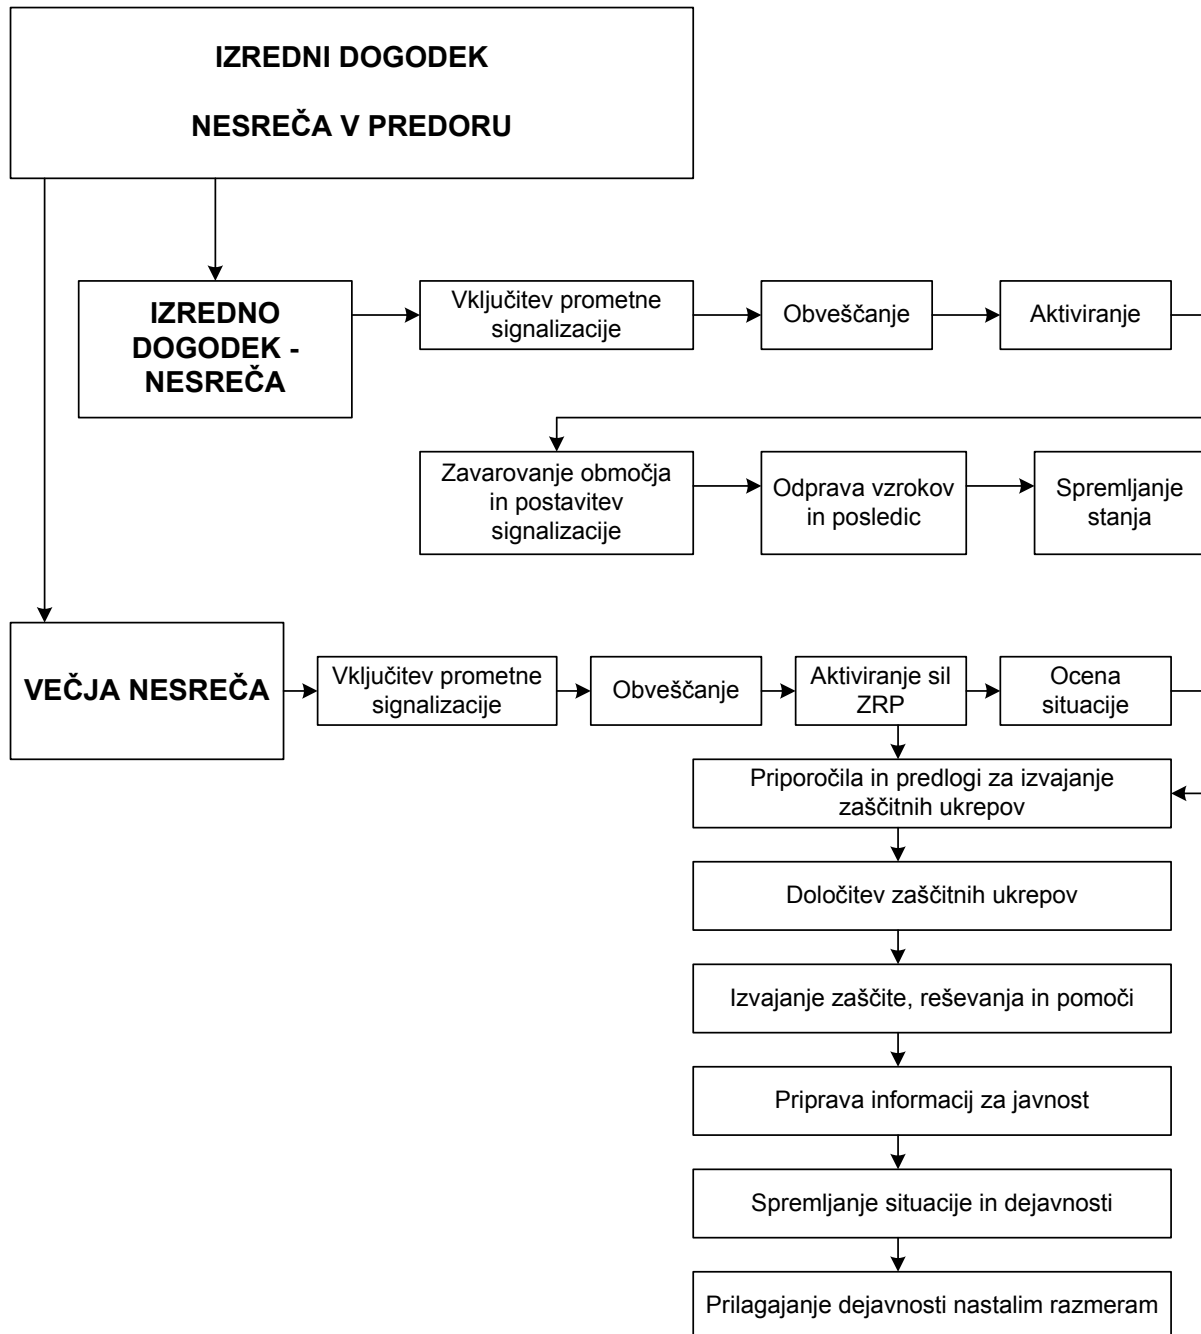 IZREDNI DOGODEK
NESREČA V PREDORU
IZREDNO
DOGODEK -
NESREČA
Vključitev prometne
signalizacije
Obveščanje
Aktiviranje
Zavarovanje območja
in postavitev
signalizacije
Odprava vzrokov
in posledic
Spremljanje
stanja
VEČJA NESREČA
Vključitev prometne
signalizacije
Obveščanje
Aktiviranje sil
ZRP
Ocena
situacije
Priporočila in predlogi za izvajanje
zaščitnih ukrepov
Določitev zaščitnih ukrepov
Izvajanje zaščite, reševanja in pomoči
Priprava informacij za javnost
Spremljanje situacije in dejavnosti
Prilagajanje dejavnosti nastalim razmeram